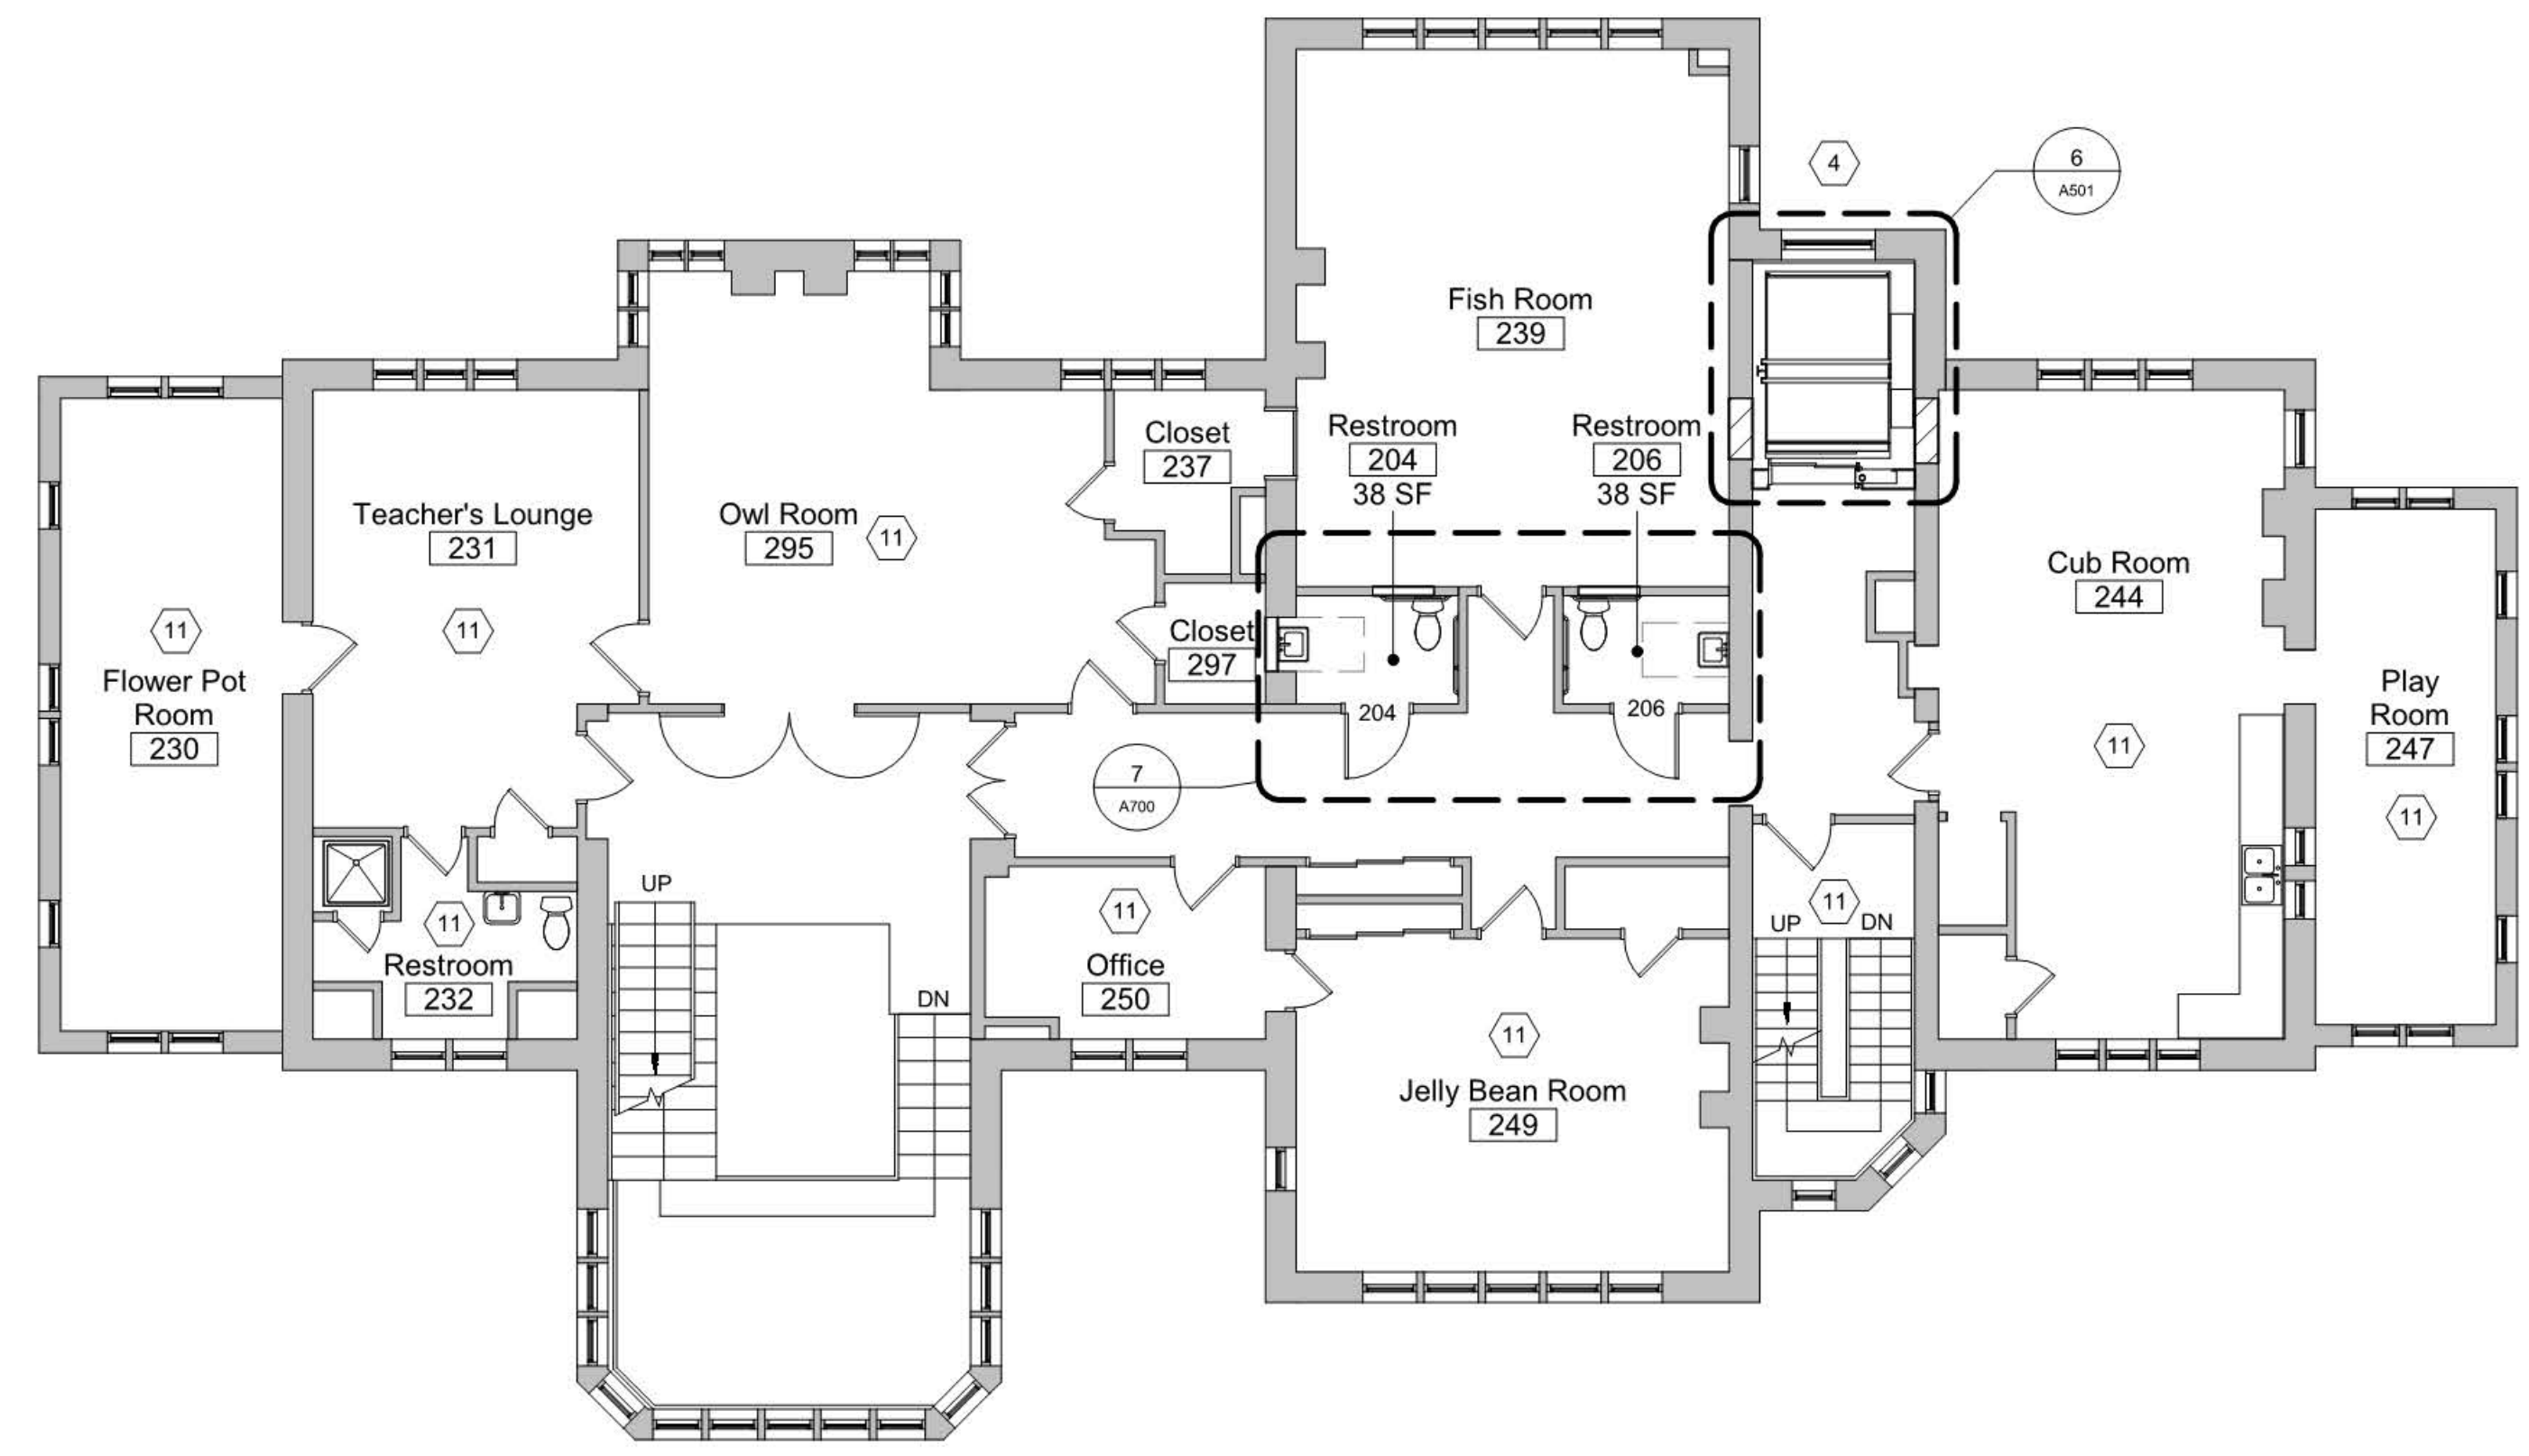 4
6
A501
Fish Room
239
Restroom
204
38 SF
Restroom
206
38 SF
Closet
237
Teacher's Lounge
231
11
Owl Room
295
11
Cub Room
244
11
11
Flower Pot
Room
230
Closet
297
204
206
Play
Room
247
11
7
A700
UP
11
Restroom
232
DN
11
Office
250
11
UP
DN
11
Jelly Bean Room
249